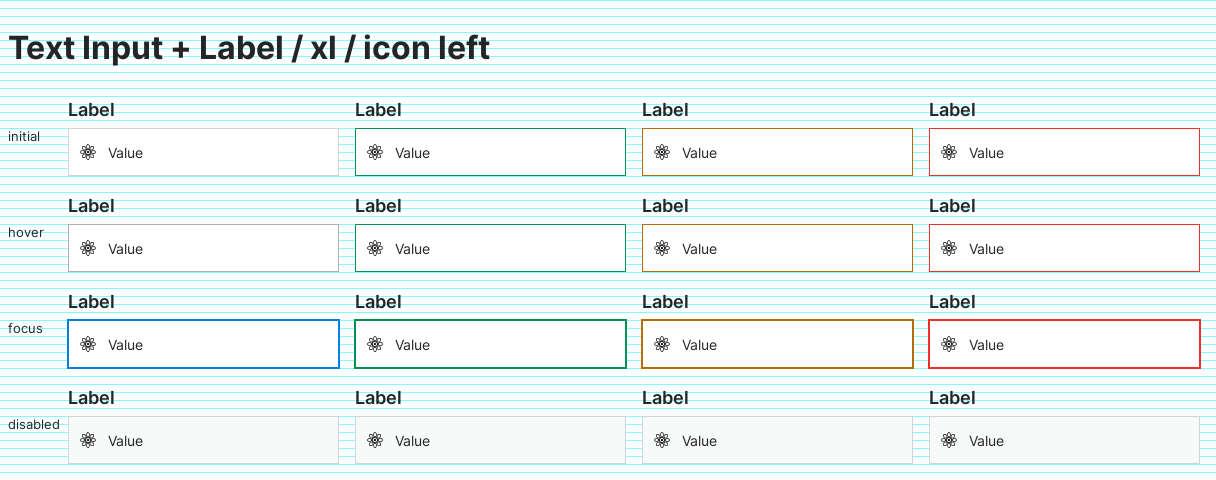 Text Input + Label / xl / icon left
Label Label Label Label
initial Value Value Value Value
Label Label Label Label
hover Value Value Value Value
Label Label Label Label
focus Value Value Value Value
Label Label Label Label
disabled Value Value Value Value